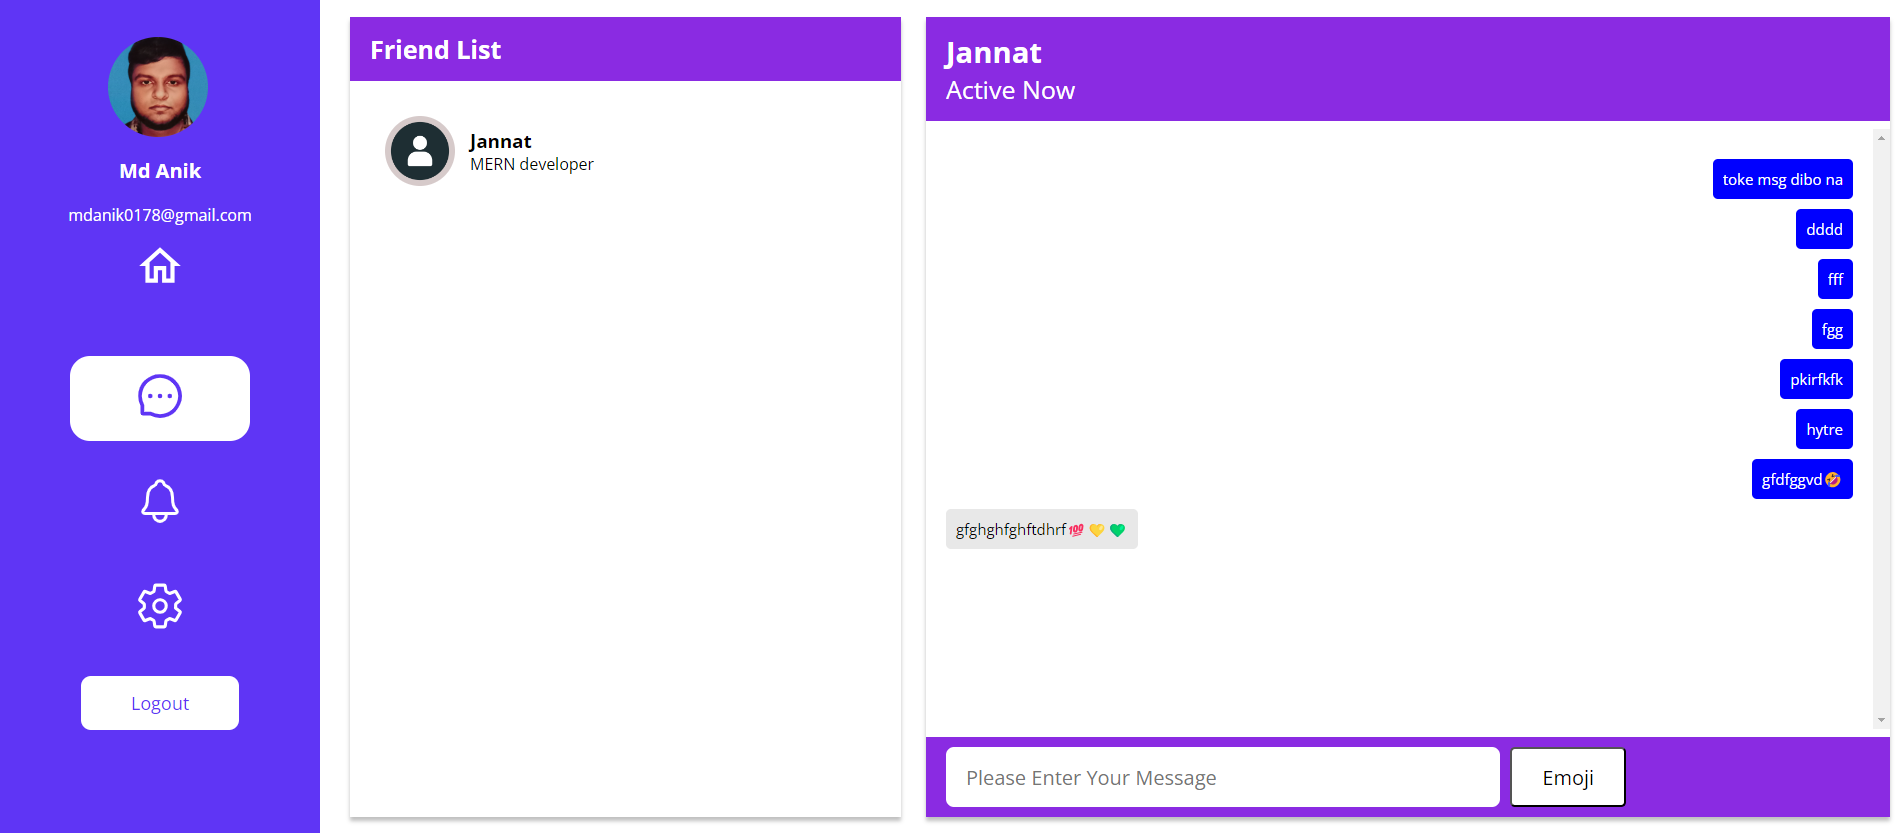 Md Anik
mdanik0178@gmail.com
Logout
Friend List
Jannat
MERN developer
Jannat
Active Now
toke msg dibo na
dddd
fff
fgg
pkirfkfk
hytre
gfdfggvd🤣
gfghghfghftdhrf💯💛💚
Please Enter Your Message
Emoji